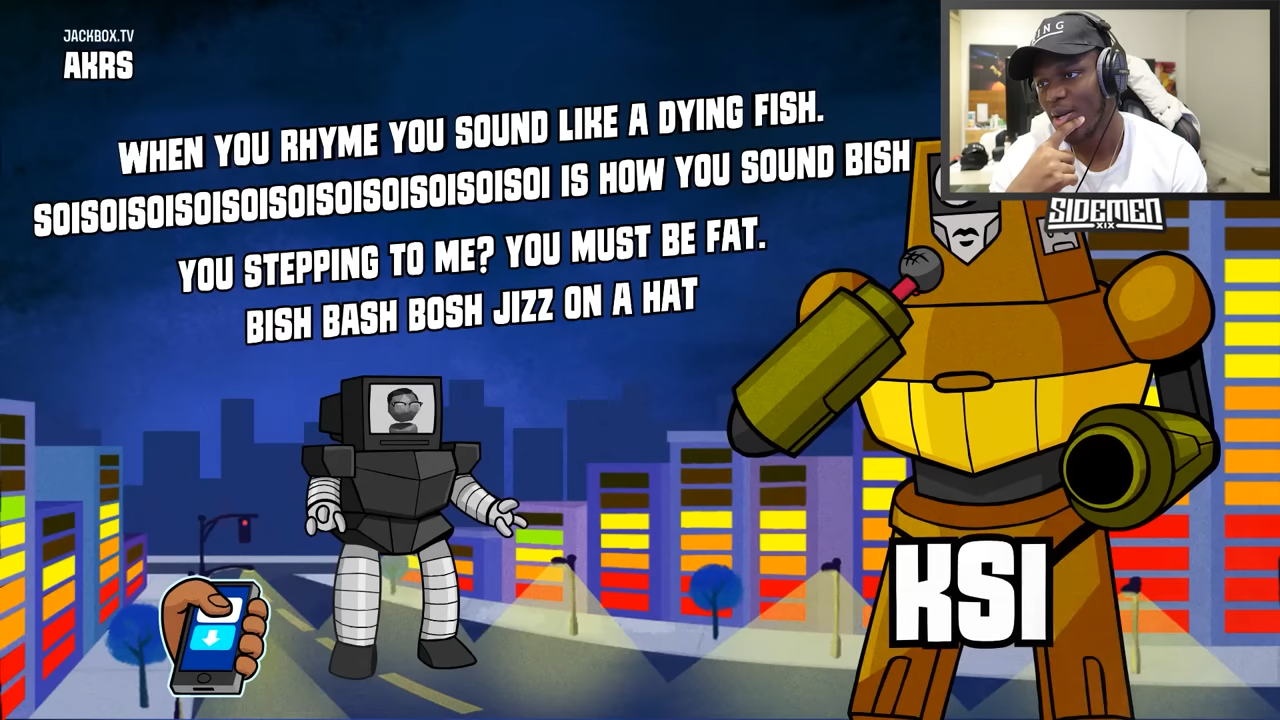 JACKBOX.TV
AKRS
WHEN YOU RHYME YOU SOUND LIKE A DYING FISH.
SOISOISOISOISOISOISOISOISOISOISOI IS HOW YOU SOUND BISH
YOU STEPPING TO ME? YOU MUST BE FAT.
BISH BASH BOSH JIZZ ON A HAT
SIDEMEN
XIX
KSI